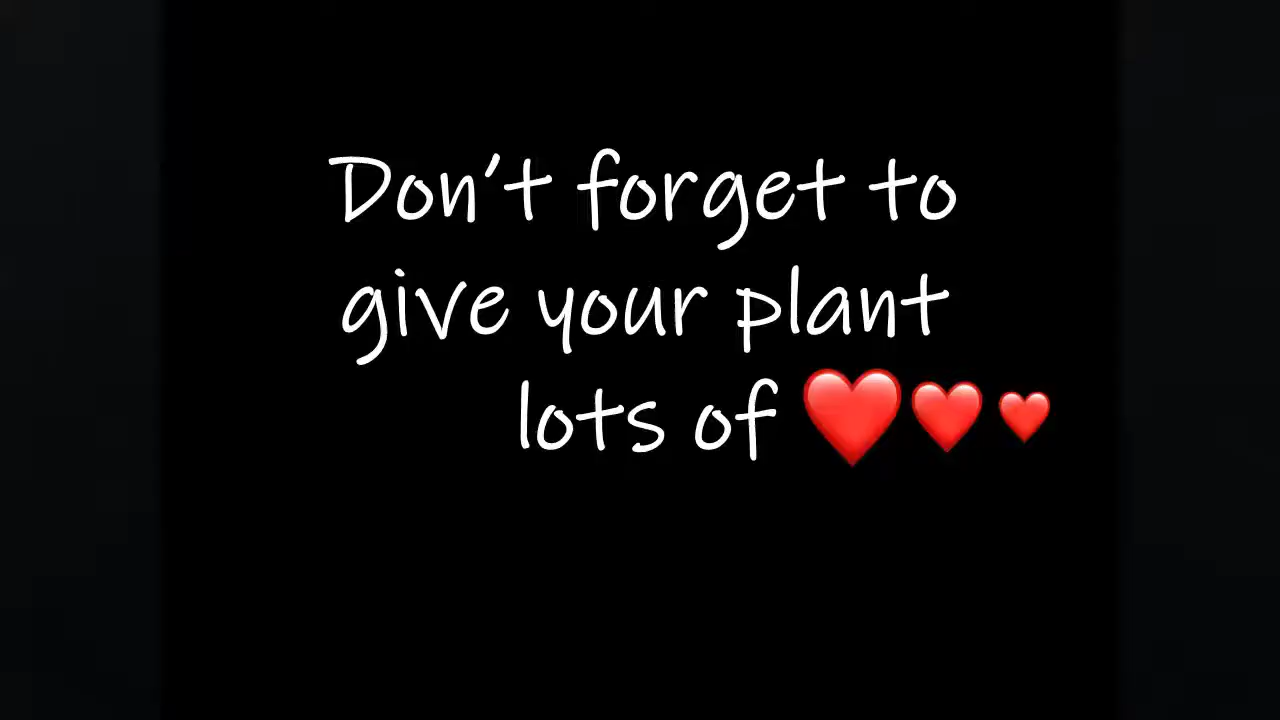 Don't forget to
give your plant
lots of ❤️❤️❤️